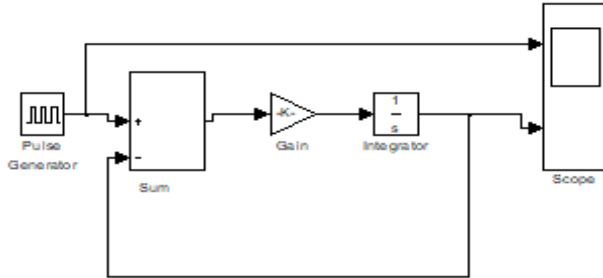 +
−
-K-
1
s
Pulse
Generator
Sum
Gain
Integrator
Scope